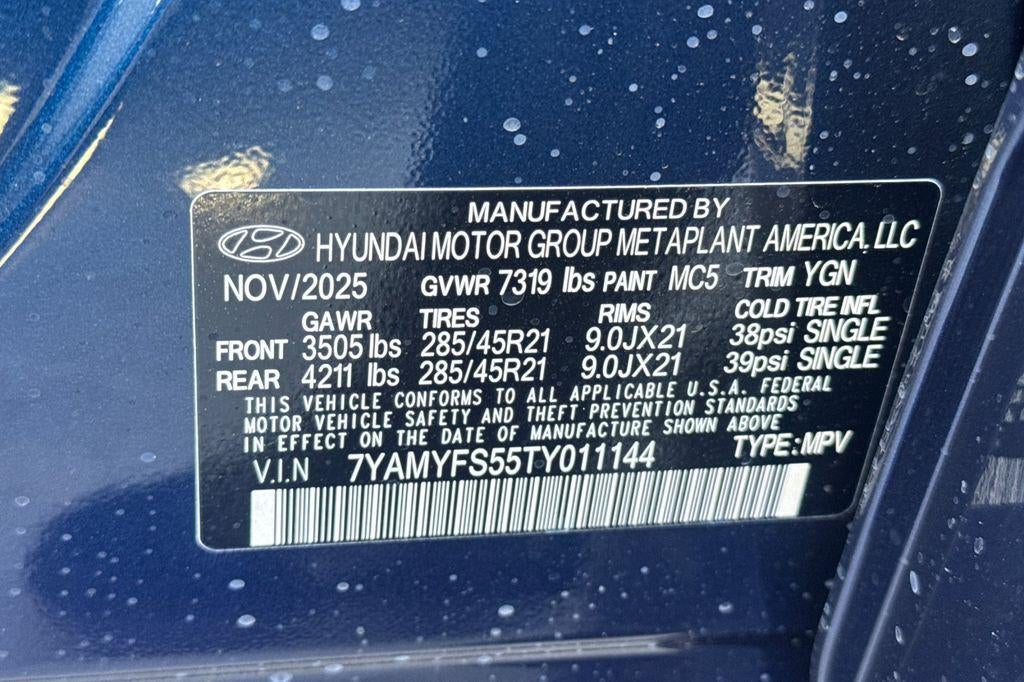 MANUFACTURED BY
HYUNDAI MOTOR GROUP METAPLANT AMERICA, LLC
NOV/2025 GVWR 7319 lbs PAINT MC5 TRIM YGN
GAWR TIRES RIMS COLD TIRE INFL
FRONT 3505 lbs 285/45R21 9.0JX21 38psi SINGLE
REAR 4211 lbs 285/45R21 9.0JX21 39psi SINGLE
THIS VEHICLE CONFORMS TO ALL APPLICABLE U.S.A. FEDERAL
MOTOR VEHICLE SAFETY AND THEFT PREVENTION STANDARDS
IN EFFECT ON THE DATE OF MANUFACTURE SHOWN ABOVE
V.I.N 7YAMYFS55TY011144 TYPE:MPV